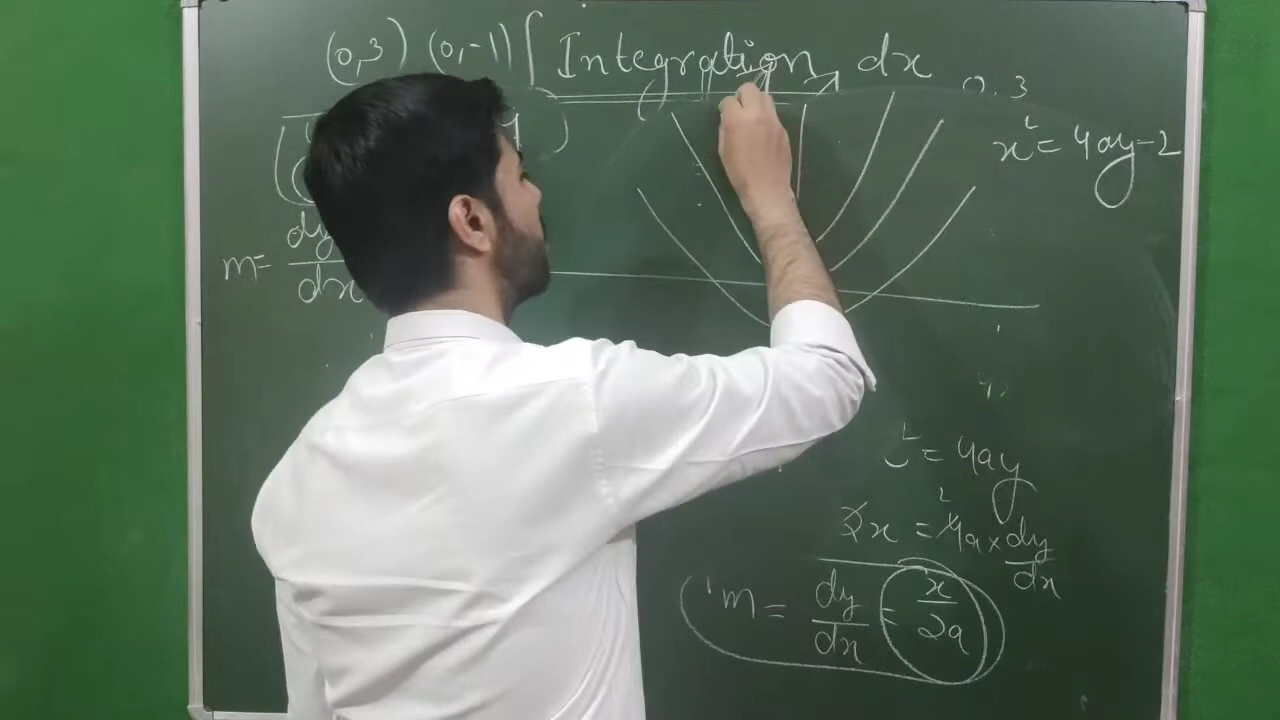 (0,3) (0,-1) ∫ Integration dx
0.3
x² = 4ay-2
m = dy/dx
² = 4ay
2x = 4a × dy/dx
m = dy/dx = x/2a